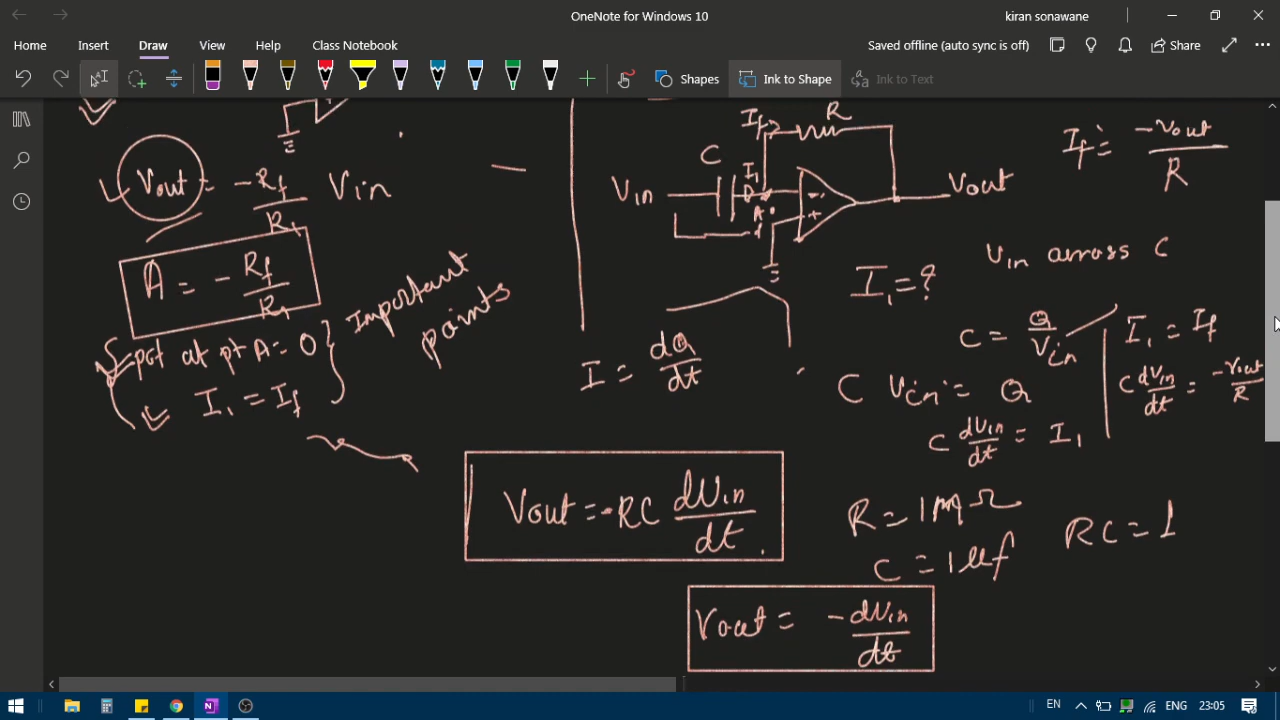 OneNote for Windows 10
kiran sonawane
Home Insert Draw View Help Class Notebook
Saved offline (auto sync is off)
Share
Shapes
Ink to Shape
Ink to Text
Vout = -Rf/R1 Vin
A = - Rf/R1
pot at pt A = 0
I1 = If
Important points
If
R
C
I1
Vin
A
-
+
Vout
If = -Vout/R
Vin across C
I1 = ?
I = dQ/dt
C = Q/Vin
C Vin = Q
C dVin/dt = I1
I1 = If
C dVin/dt = -Vout/R
Vout = -RC dVin/dt
R = 1MΩ
C = 1μf
RC = 1
Vout = -dVin/dt
EN
ENG
23:05